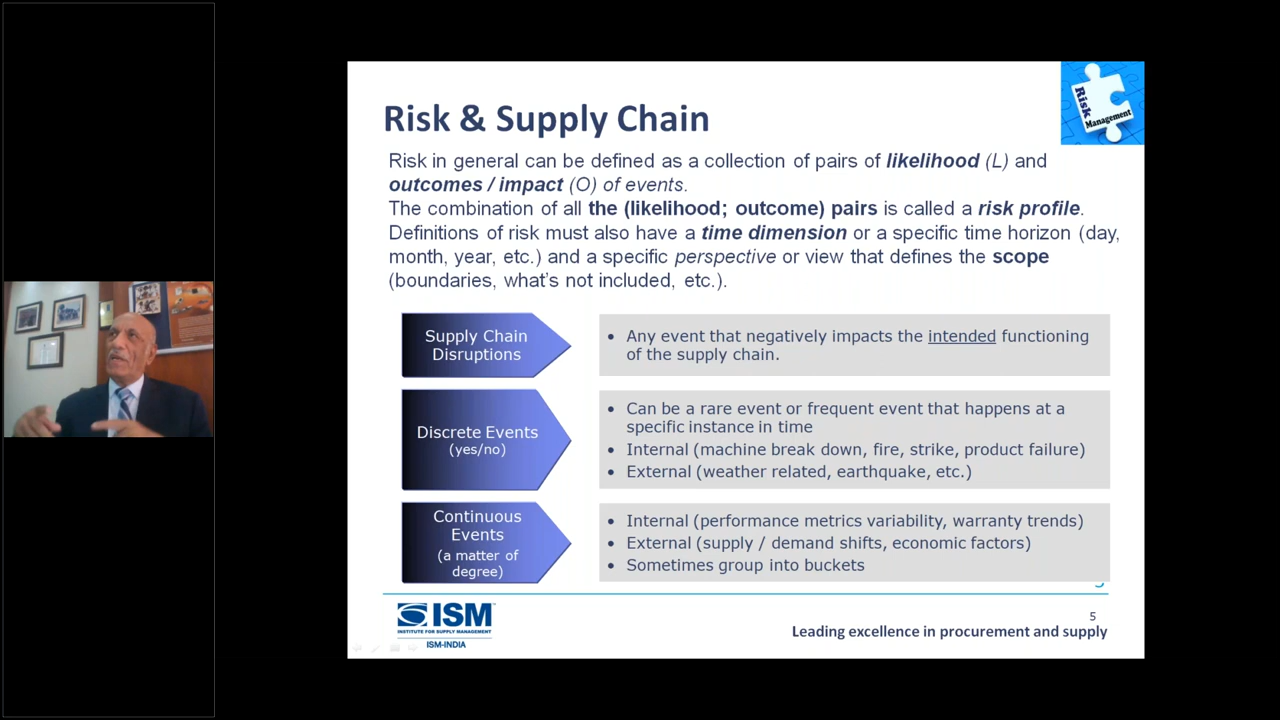 Risk
Management
Risk & Supply Chain
Risk in general can be defined as a collection of pairs of likelihood (L) and
outcomes / impact (O) of events.
The combination of all the (likelihood; outcome) pairs is called a risk profile.
Definitions of risk must also have a time dimension or a specific time horizon (day,
month, year, etc.) and a specific perspective or view that defines the scope
(boundaries, what's not included, etc.).
Supply Chain
Disruptions
• Any event that negatively impacts the intended functioning
of the supply chain.
Discrete Events
(yes/no)
• Can be a rare event or frequent event that happens at a
specific instance in time
• Internal (machine break down, fire, strike, product failure)
• External (weather related, earthquake, etc.)
Continuous
Events
(a matter of
degree)
• Internal (performance metrics variability, warranty trends)
• External (supply / demand shifts, economic factors)
• Sometimes group into buckets
ISM
INSTITUTE FOR SUPPLY MANAGEMENT
ISM-INDIA
5
Leading excellence in procurement and supply